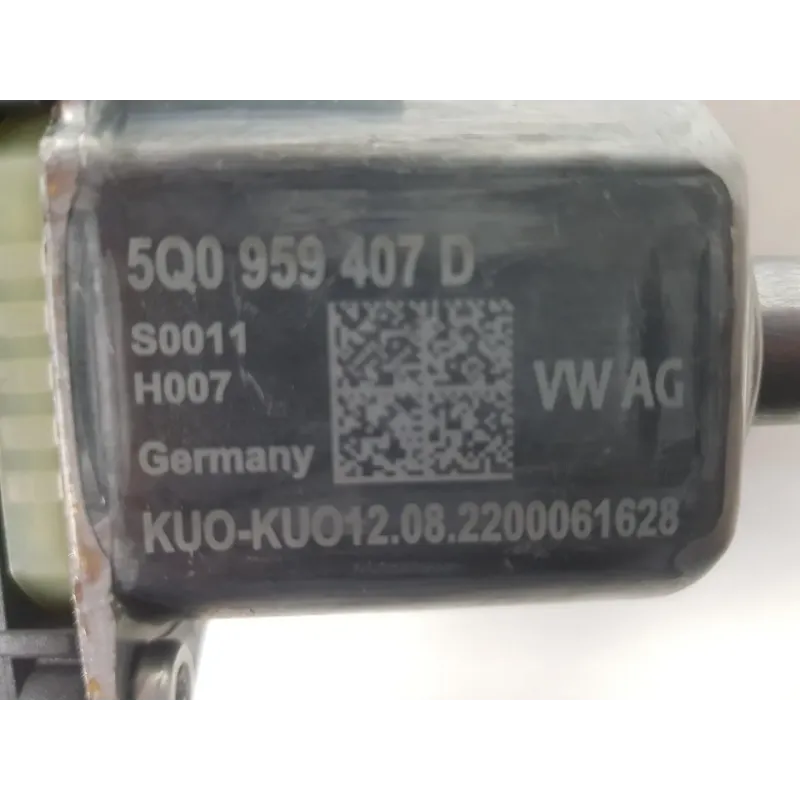 5Q0 959 407 D
S0011
H007
VW AG
Germany
KUO-KUO12.08.2200061628